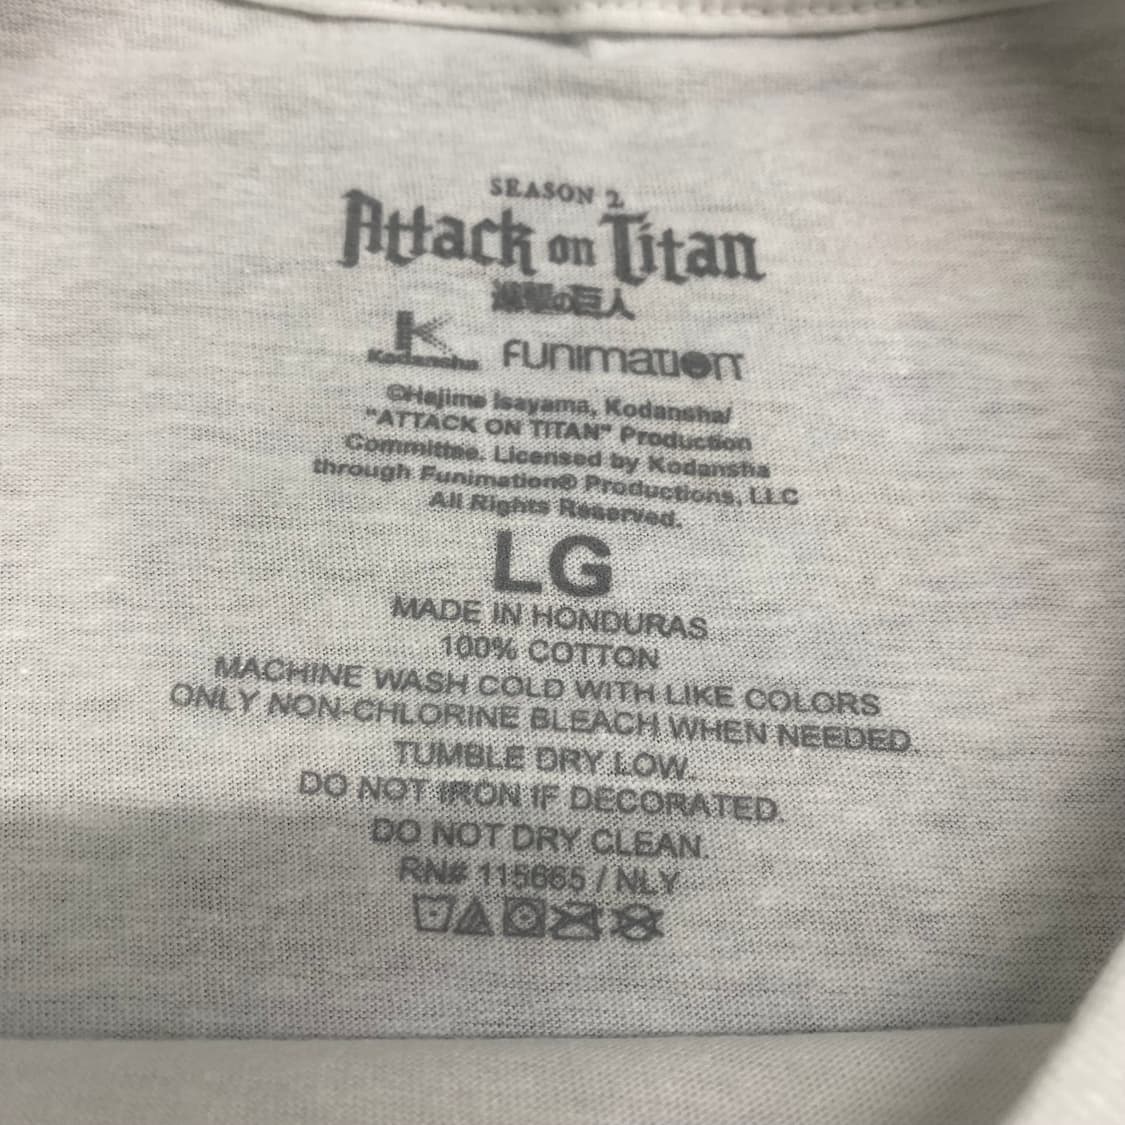 SEASON 2
Attack on Titan
進撃の巨人
K
Kodansha
FUNIMATION
©Hajime Isayama, Kodansha/
"ATTACK ON TITAN" Production
Committee. Licensed by Kodansha
through Funimation® Productions, LLC
All Rights Reserved.
LG
MADE IN HONDURAS
100% COTTON
MACHINE WASH COLD WITH LIKE COLORS
ONLY NON-CHLORINE BLEACH WHEN NEEDED.
TUMBLE DRY LOW.
DO NOT IRON IF DECORATED.
DO NOT DRY CLEAN.
RN# 115665 / NLY